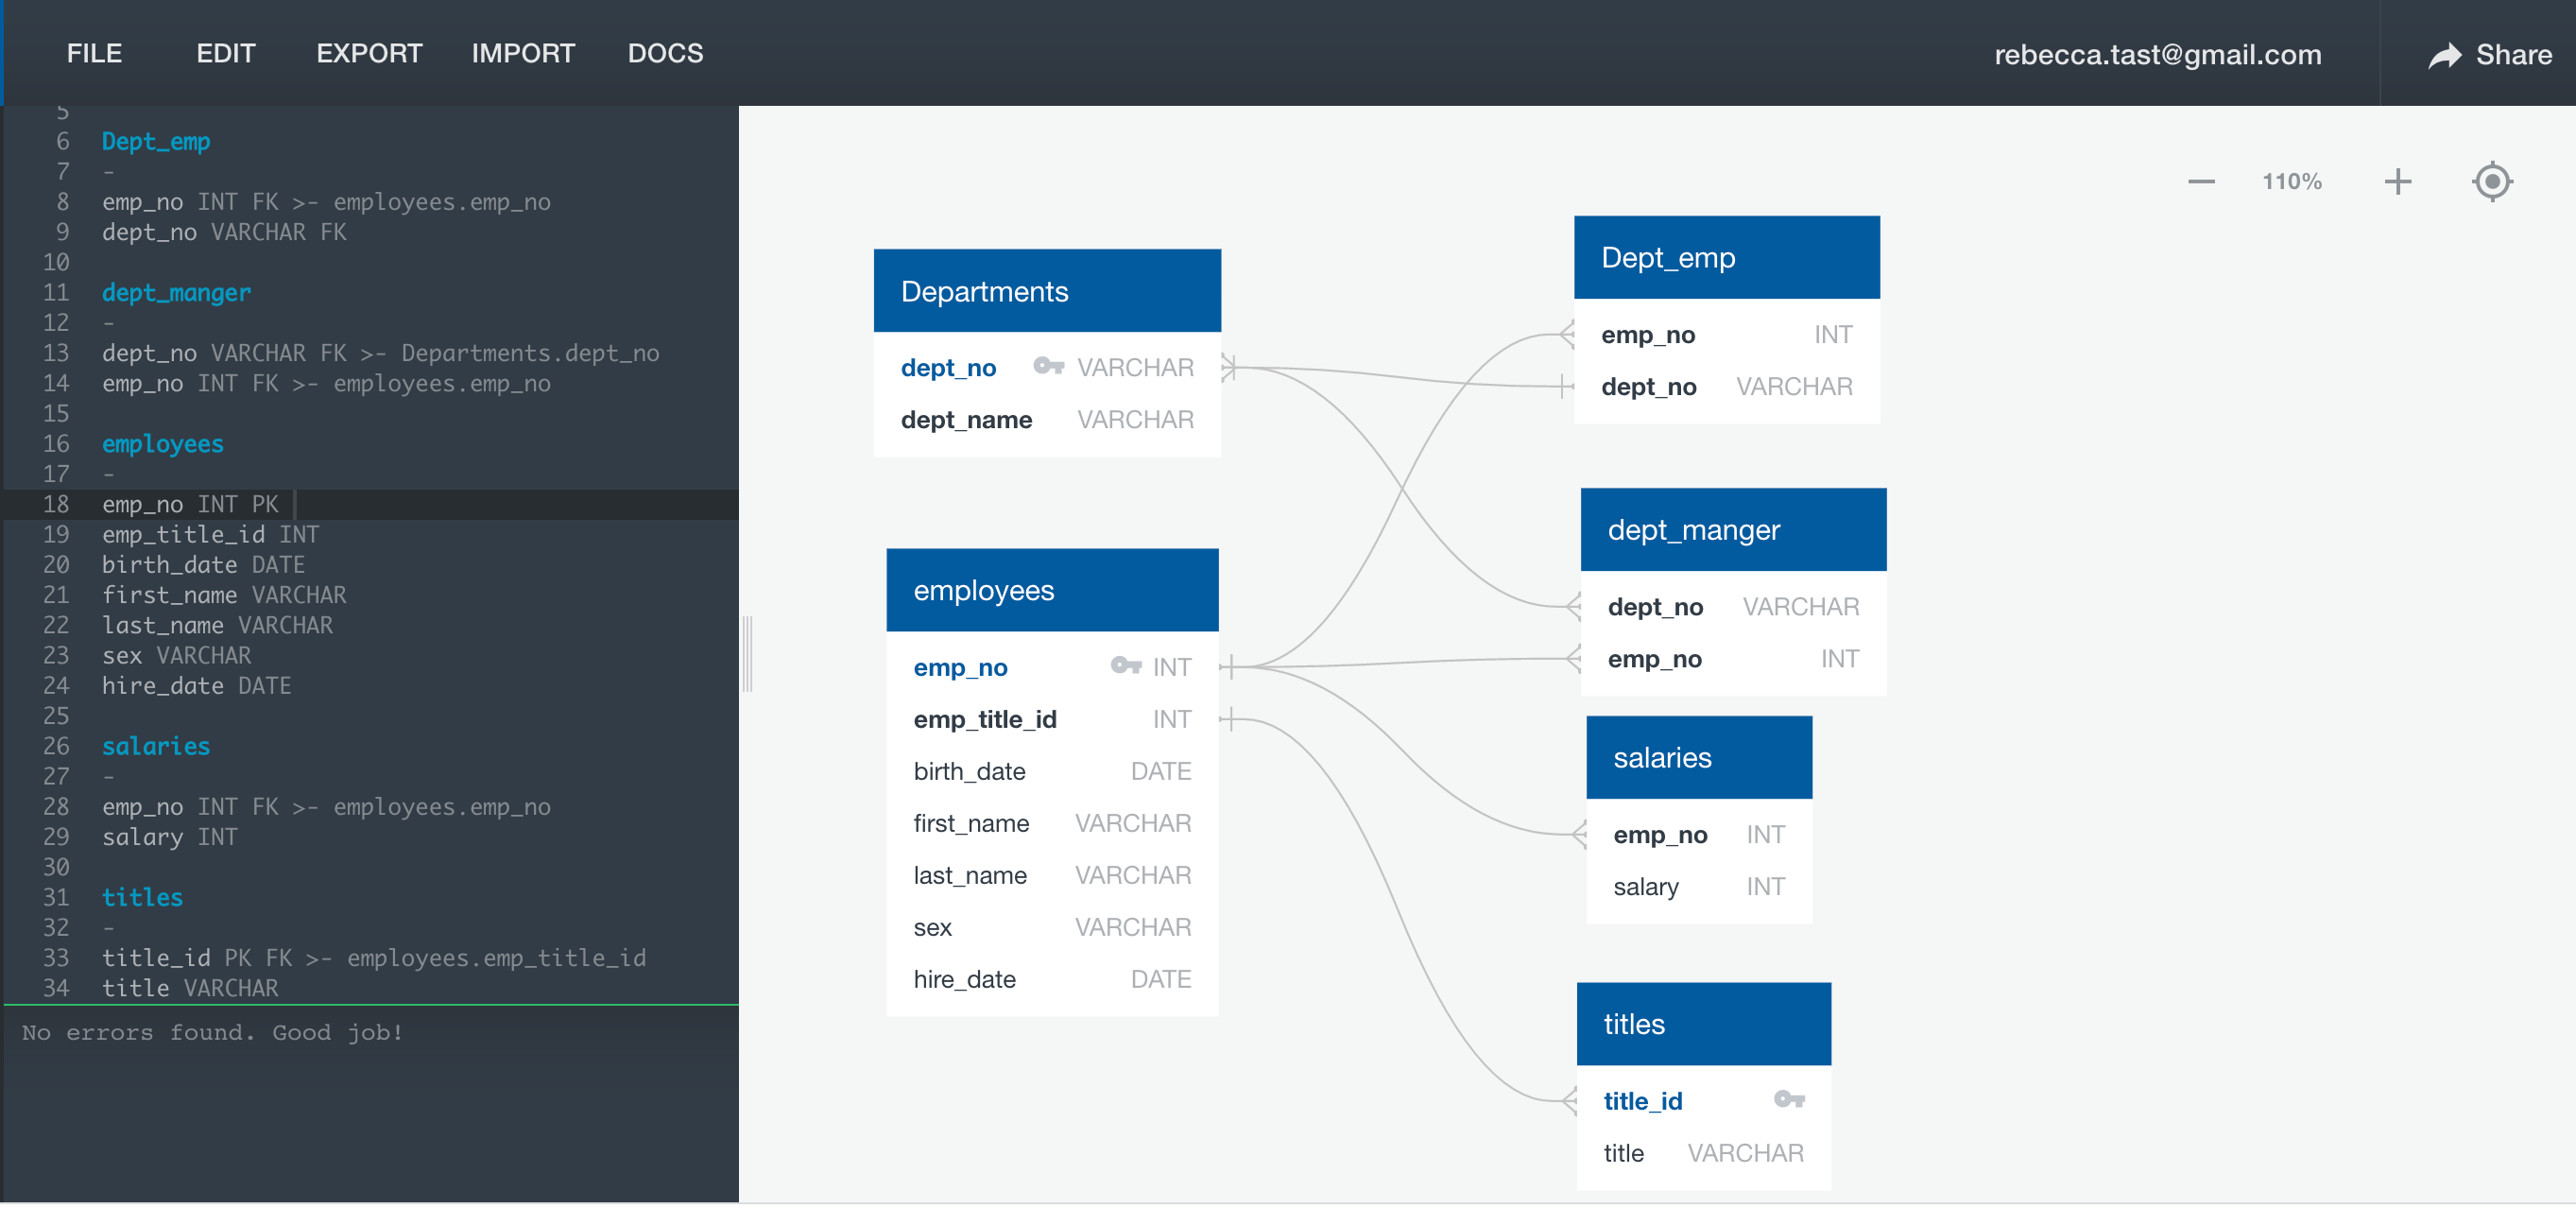 FILE EDIT EXPORT IMPORT DOCS rebecca.tast@gmail.com Share
5
6 Dept_emp
7 -
8 emp_no INT FK >- employees.emp_no
9 dept_no VARCHAR FK
10
11 dept_manger
12 -
13 dept_no VARCHAR FK >- Departments.dept_no
14 emp_no INT FK >- employees.emp_no
15
16 employees
17 -
18 emp_no INT PK
19 emp_title_id INT
20 birth_date DATE
21 first_name VARCHAR
22 last_name VARCHAR
23 sex VARCHAR
24 hire_date DATE
25
26 salaries
27 -
28 emp_no INT FK >- employees.emp_no
29 salary INT
30
31 titles
32 -
33 title_id PK FK >- employees.emp_title_id
34 title VARCHAR
No errors found. Good job!
110%
Departments
dept_no VARCHAR
dept_name VARCHAR
employees
emp_no INT
emp_title_id INT
birth_date DATE
first_name VARCHAR
last_name VARCHAR
sex VARCHAR
hire_date DATE
Dept_emp
emp_no INT
dept_no VARCHAR
dept_manger
dept_no VARCHAR
emp_no INT
salaries
emp_no INT
salary INT
titles
title_id
title VARCHAR